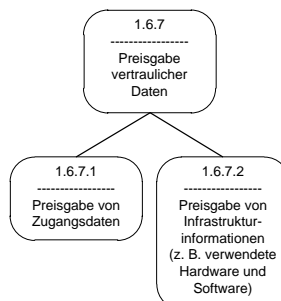 1.6.7
------------------
Preisgabe
vertraulicher
Daten
1.6.7.1
------------------
Preisgabe von
Zugangsdaten
1.6.7.2
------------------
Preisgabe von
Infrastruktur-
informationen
(z. B. verwendete
Hardware und
Software)